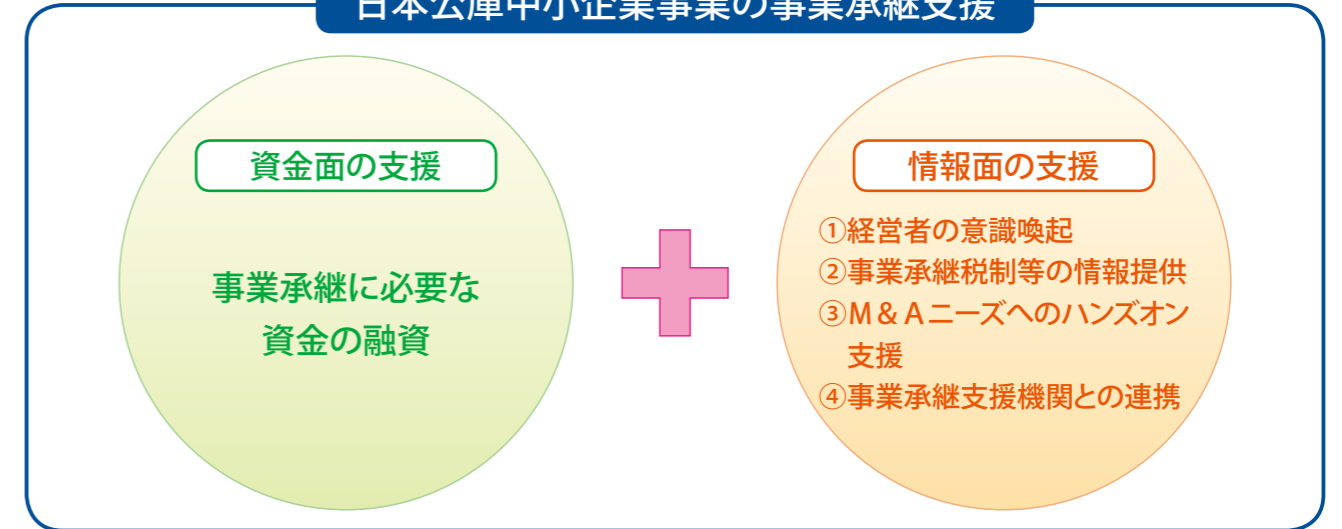 日本公庫中小企業事業の事業承継支援
資金面の支援
事業承継に必要な
資金の融資
情報面の支援
①経営者の意識喚起
②事業承継税制等の情報提供
③M&Aニーズへのハンズオン
支援
④事業承継支援機関との連携